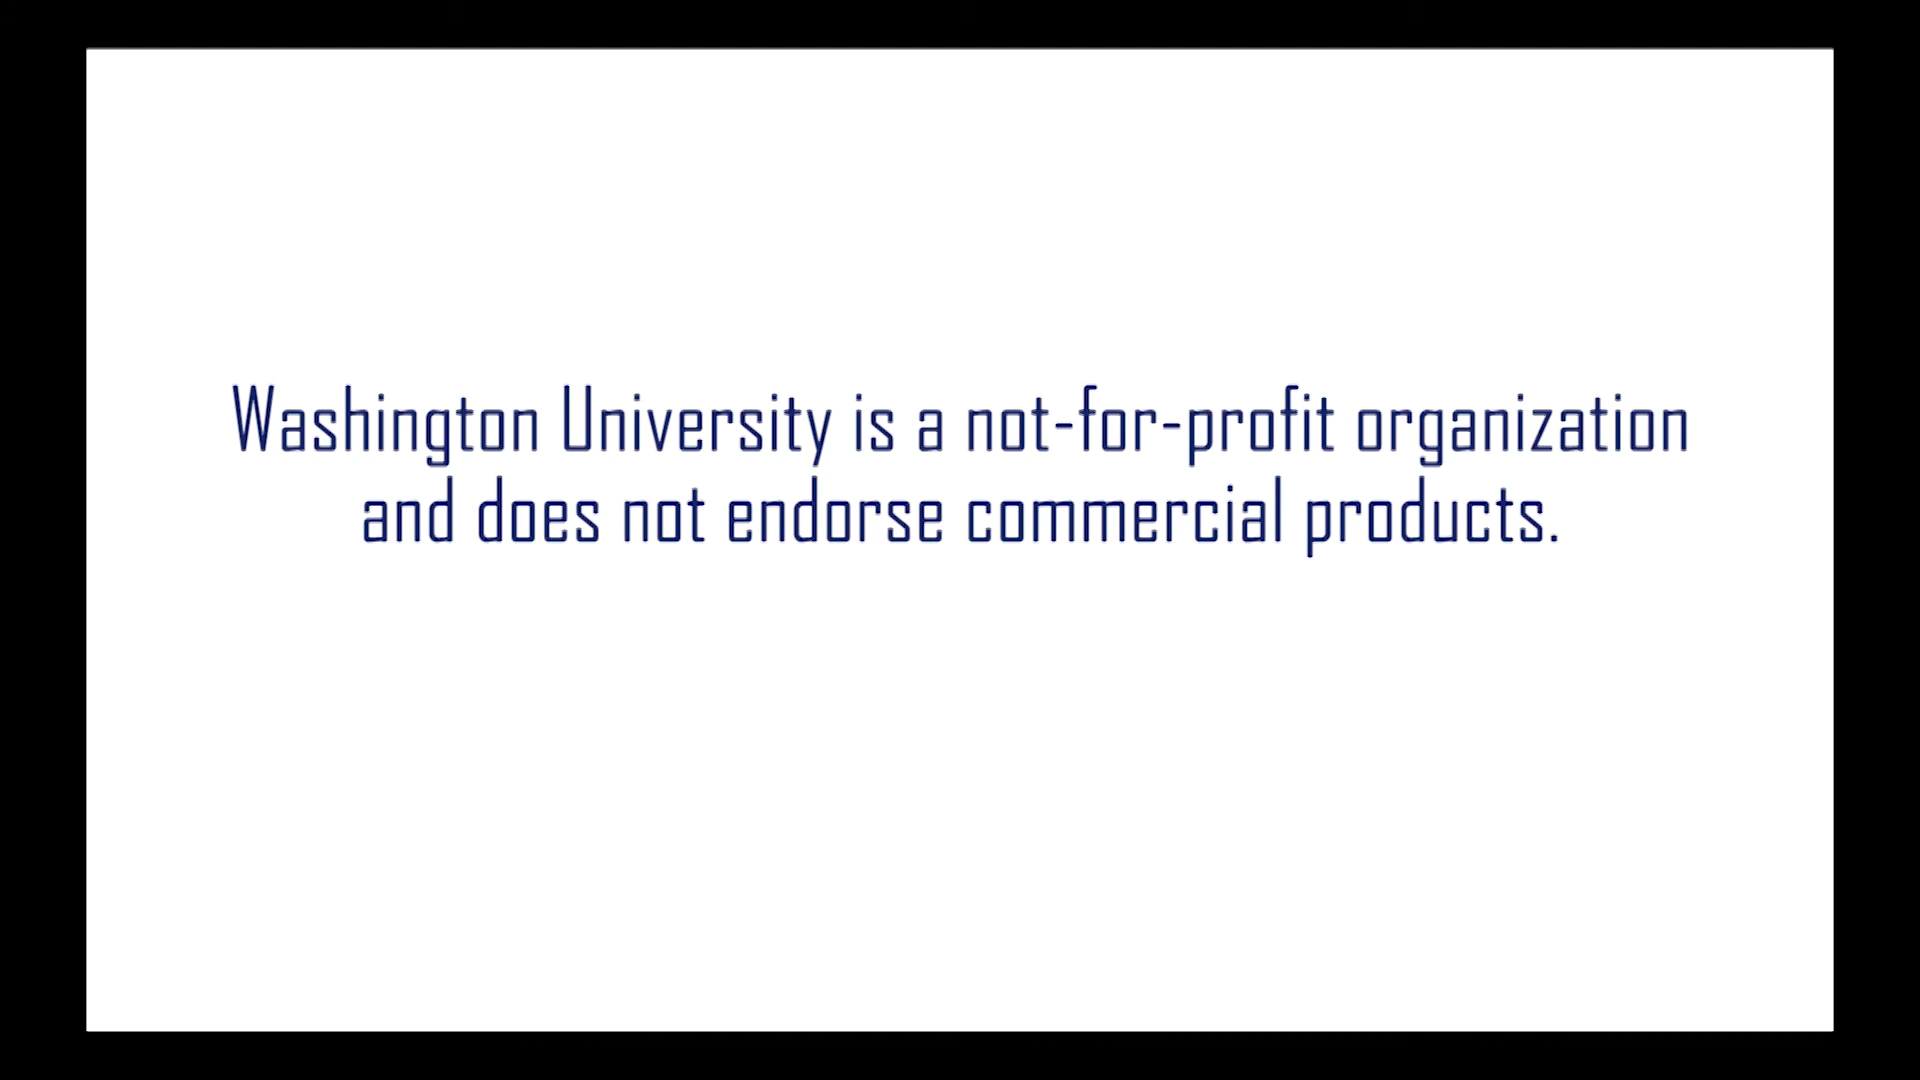 Washington University is a not-for-profit organization
and does not endorse commercial products.